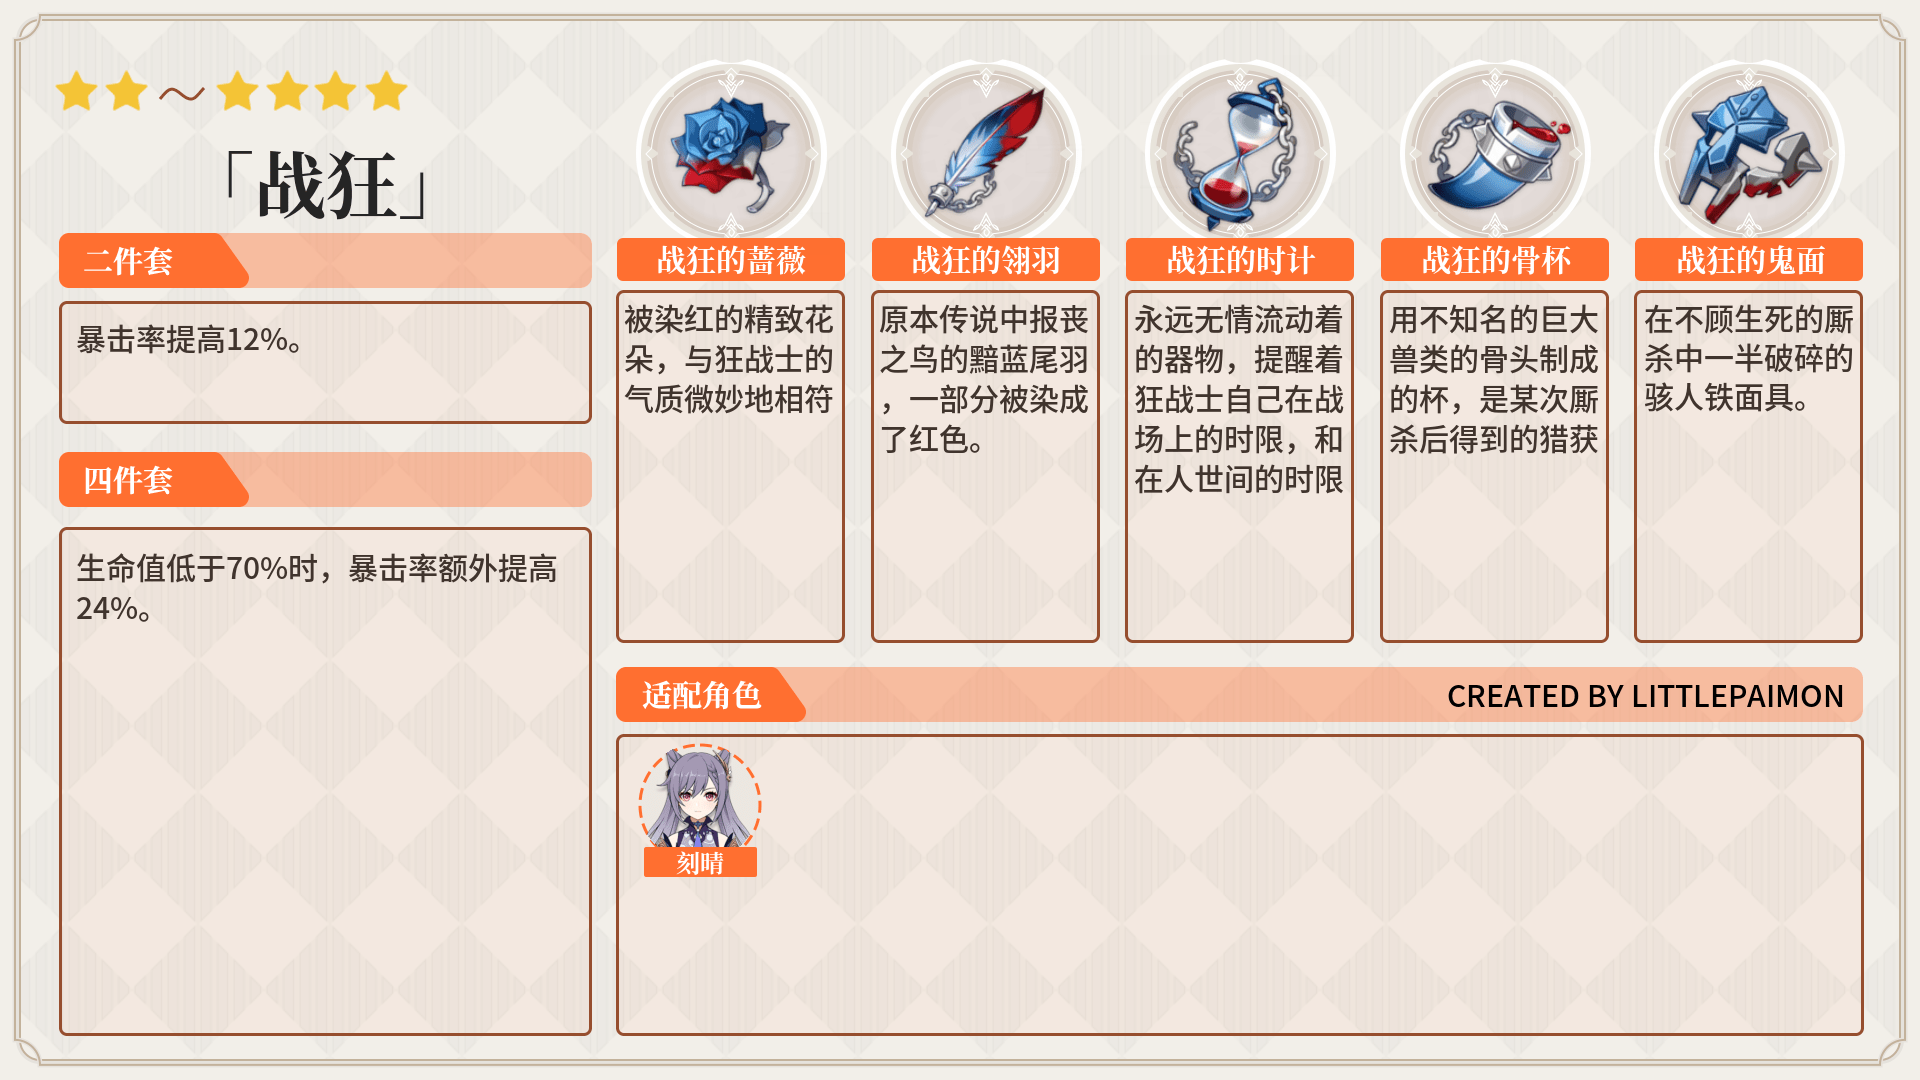 「战狂」
二件套
暴击率提高12%。
四件套
生命值低于70%时，暴击率额外提高
24%。
战狂的蔷薇
被染红的精致花
朵，与狂战士的
气质微妙地相符
战狂的翎羽
原本传说中报丧
之鸟的黯蓝尾羽
，一部分被染成
了红色。
战狂的时计
永远无情流动着
的器物，提醒着
狂战士自己在战
场上的时限，和
在人世间的时限
战狂的骨杯
用不知名的巨大
兽类的骨头制成
的杯，是某次厮
杀后得到的猎获
战狂的鬼面
在不顾生死的厮
杀中一半破碎的
骇人铁面具。
适配角色
CREATED BY LITTLEPAIMON
刻晴